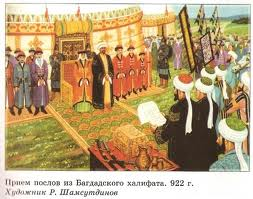 Прием послов из Багдадского халифата. 922 г.
Художник Р. Шамсутдинов